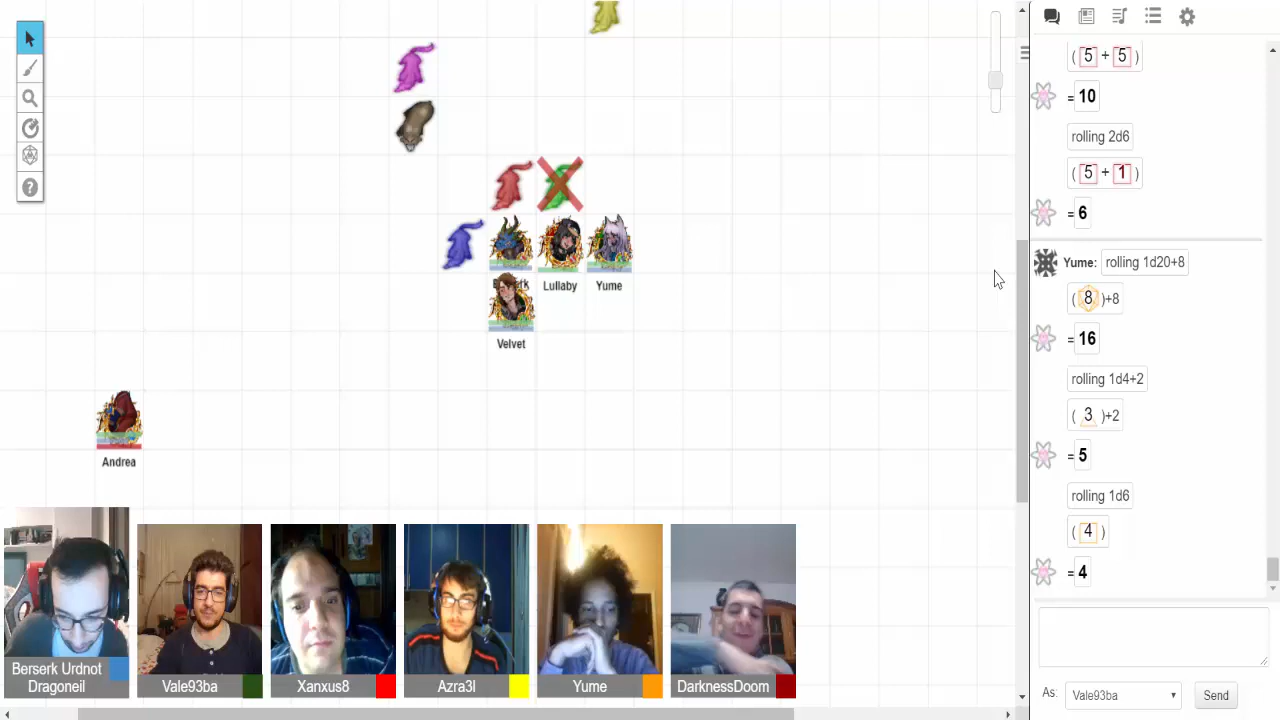 ( 5 + 5 )
= 10
rolling 2d6
( 5 + 1 )
= 6
Yume: rolling 1d20+8
( 8 )+8
= 16
rolling 1d4+2
( 3 )+2
= 5
rolling 1d6
( 4 )
= 4
As: Vale93ba Send
?
Lullaby Yume
Velvet
Andrea
Berserk Urdnot
Dragoneil
Vale93ba
Xanxus8
Azra3l
Yume
DarknessDoom